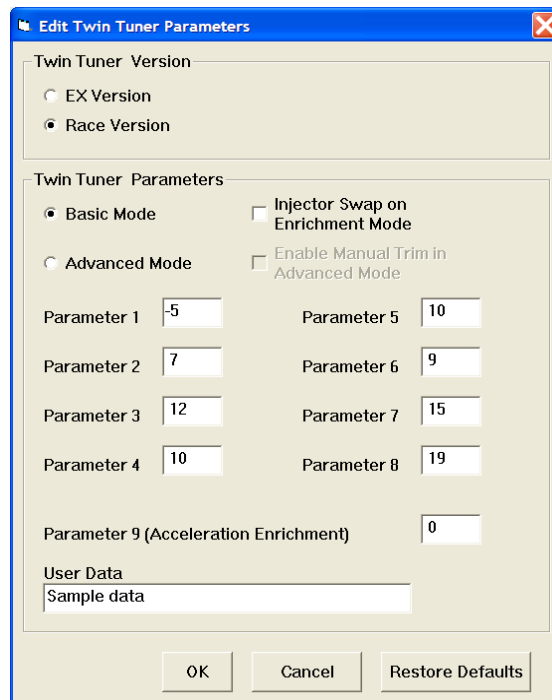 Edit Twin Tuner Parameters
Twin Tuner Version
EX Version
Race Version
Twin Tuner Parameters
Basic Mode
Injector Swap on
Enrichment Mode
Advanced Mode
Enable Manual Trim in
Advanced Mode
Parameter 1 -5 Parameter 5 10
Parameter 2 7 Parameter 6 9
Parameter 3 12 Parameter 7 15
Parameter 4 10 Parameter 8 19
Parameter 9 (Acceleration Enrichment) 0
User Data
Sample data
OK Cancel Restore Defaults